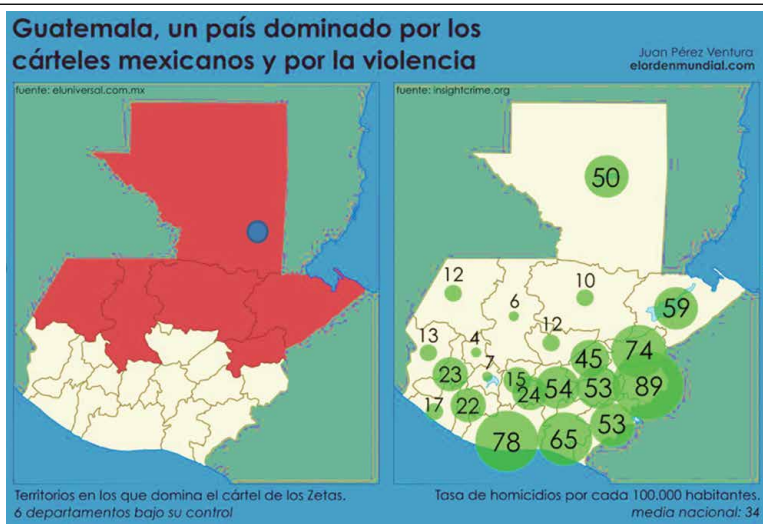 Guatemala, un país dominado por los
cárteles mexicanos y por la violencia
Juan Pérez Ventura
elordenmundial.com
fuente: eluniversal.com.mx
fuente: insightcrime.org
50
12
10
6
59
12
13
4
74
45
7
23
15
89
54
53
24
17
22
53
78
65
Territorios en los que domina el cártel de los Zetas.
6 departamentos bajo su control
Tasa de homicidios por cada 100.000 habitantes.
media nacional: 34